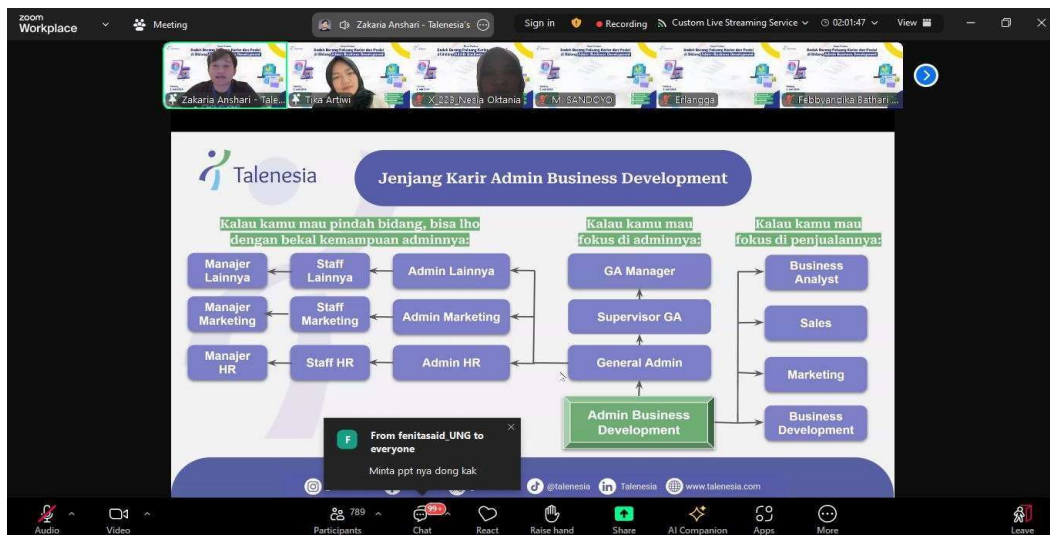 zoom
Workplace
Meeting
Zakaria Anshari - Talenesia's
Sign in
Recording
Custom Live Streaming Service
02:01:47
View
Zakaria Anshari - Tale...
Tika Artiwi
X_223_Nesia Oktania
M. SANDOYO
Erlangga
Febbyandika Bathari ...
Talenesia
Jenjang Karir Admin Business Development
Kalau kamu mau pindah bidang, bisa lho
dengan bekal kemampuan adminnya:
Kalau kamu mau
fokus di adminnya:
Kalau kamu mau
fokus di penjualannya:
Manajer
Lainnya
Staff
Lainnya
Admin Lainnya
GA Manager
Business
Analyst
Manajer
Marketing
Staff
Marketing
Admin Marketing
Supervisor GA
Sales
Manajer
HR
Staff HR
Admin HR
General Admin
Marketing
Admin Business
Development
Business
Development
F
From fenitasaid_UNG to
everyone
Minta ppt nya dong kak
@talenesia
in
Talenesia
www.talenesia.com
Audio
Video
789
Participants
99+
Chat
React
Raise hand
Share
AI Companion
Apps
More
Leave